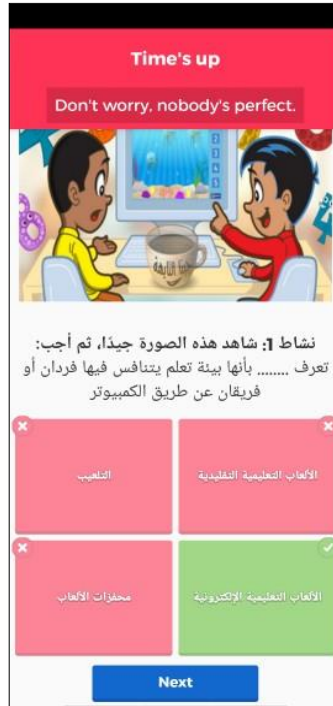 Time's up
Don't worry, nobody's perfect.
نشاط 1: شاهد هذه الصورة جيدًا، ثم أجب:
تعرف ........ بأنها بيئة تعلم يتنافس فيها فردان أو
فريقان عن طريق الكمبيوتر
الألعاب التعليمية التقليدية
التلعيب
الألعاب التعليمية الإلكترونية
محفزات الألعاب
Next